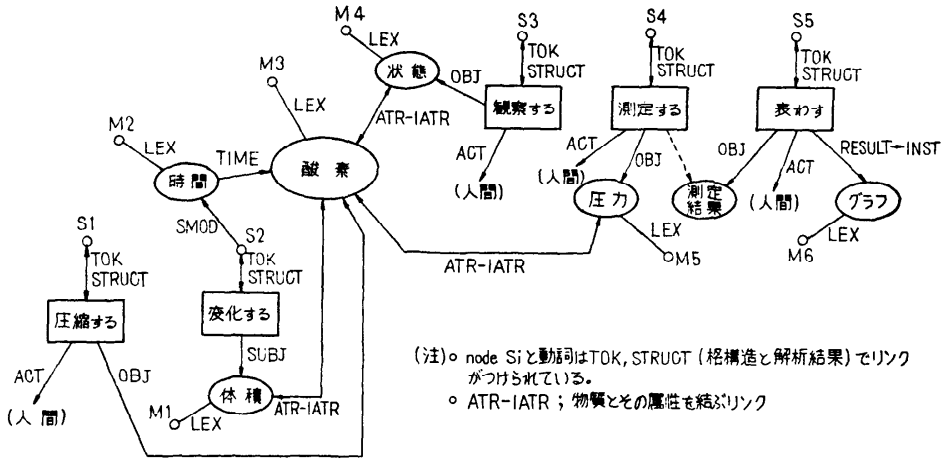 M4
S3
S4
S5
LEX
TOK
STRUCT
TOK
STRUCT
TOK
STRUCT
M3
状態
OBJ
観察する
測定する
表わす
LEX
ATR-IATR
M2
LEX
TIME
酸素
ACT
ACT
OBJ
OBJ
ACT
RESULT→INST
時間
(人間)
(人間)
圧力
測定
結果
(人間)
グラフ
SMOD
LEX
LEX
S1
S2
M5
M6
TOK
STRUCT
TOK
STRUCT
ATR-IATR
圧縮する
変化する
SUBJ
ACT
OBJ
体積
ATR-IATR
(人間)
M1
LEX
(注)o node Siと動詞はTOK, STRUCT (格構造と解析結果) でリンク
がつけられている。
o ATR-IATR ; 物質とその属性を結ぶリンク